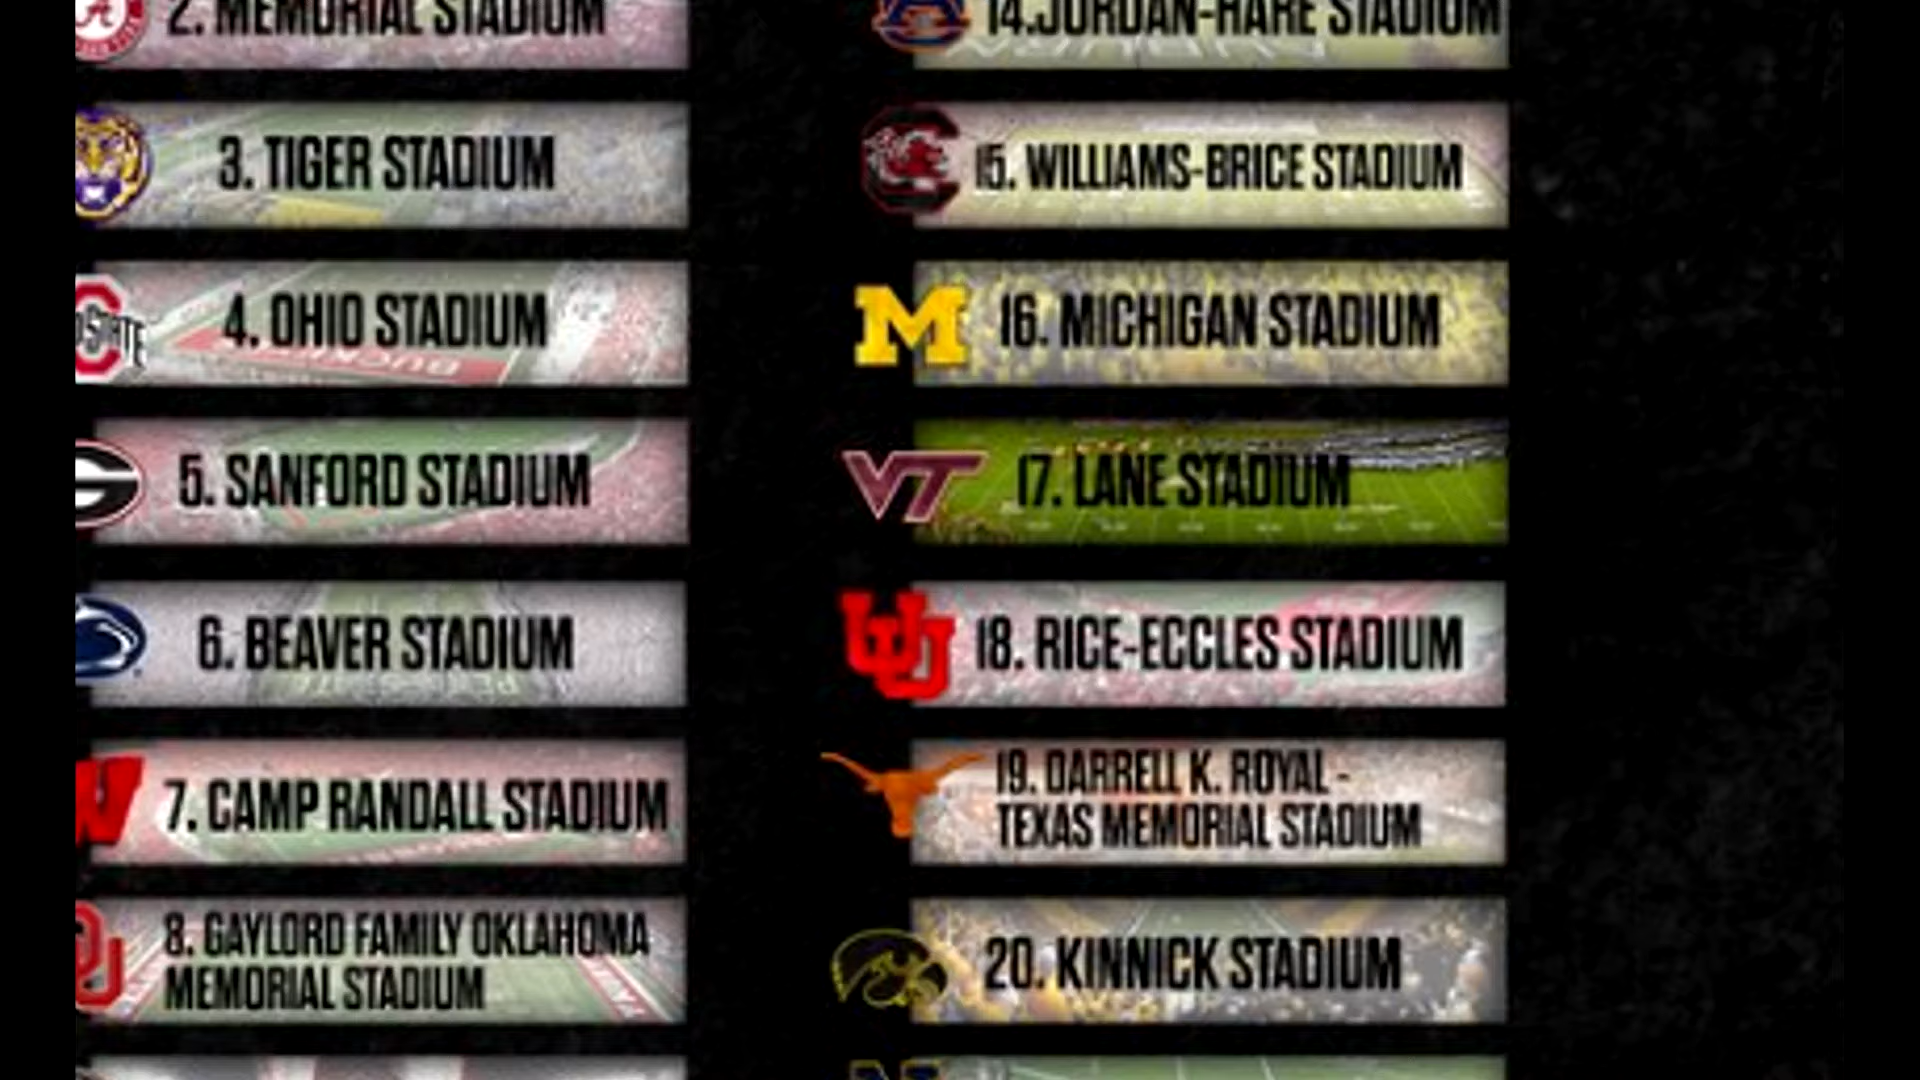 2. MEMORIAL STADIUM
3. TIGER STADIUM
4. OHIO STADIUM
5. SANFORD STADIUM
6. BEAVER STADIUM
7. CAMP RANDALL STADIUM
8. GAYLORD FAMILY OKLAHOMA
MEMORIAL STADIUM
14.JORDAN-HARE STADIUM
15. WILLIAMS-BRICE STADIUM
16. MICHIGAN STADIUM
17. LANE STADIUM
18. RICE-ECCLES STADIUM
19. DARRELL K. ROYAL -
TEXAS MEMORIAL STADIUM
20. KINNICK STADIUM